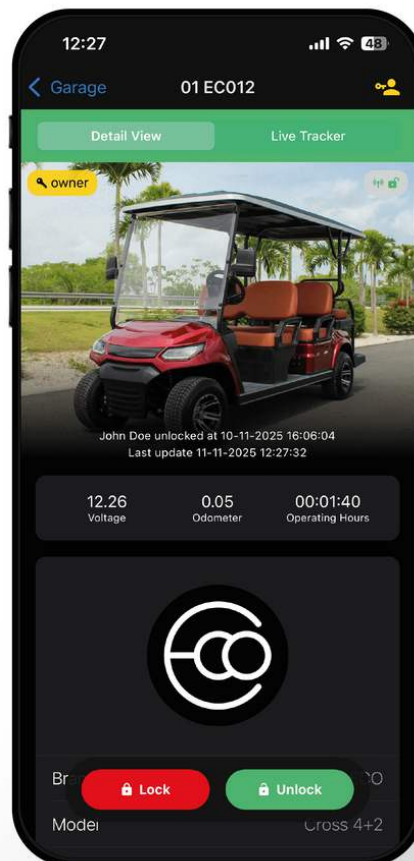 12:27
48
Garage
01 EC012
Detail View
Live Tracker
owner
John Doe unlocked at 10-11-2025 16:06:04
Last update 11-11-2025 12:27:32
12.26
0.05
00:01:40
Voltage
Odometer
Operating Hours
Lock
Unlock
Model
Cross 4+2